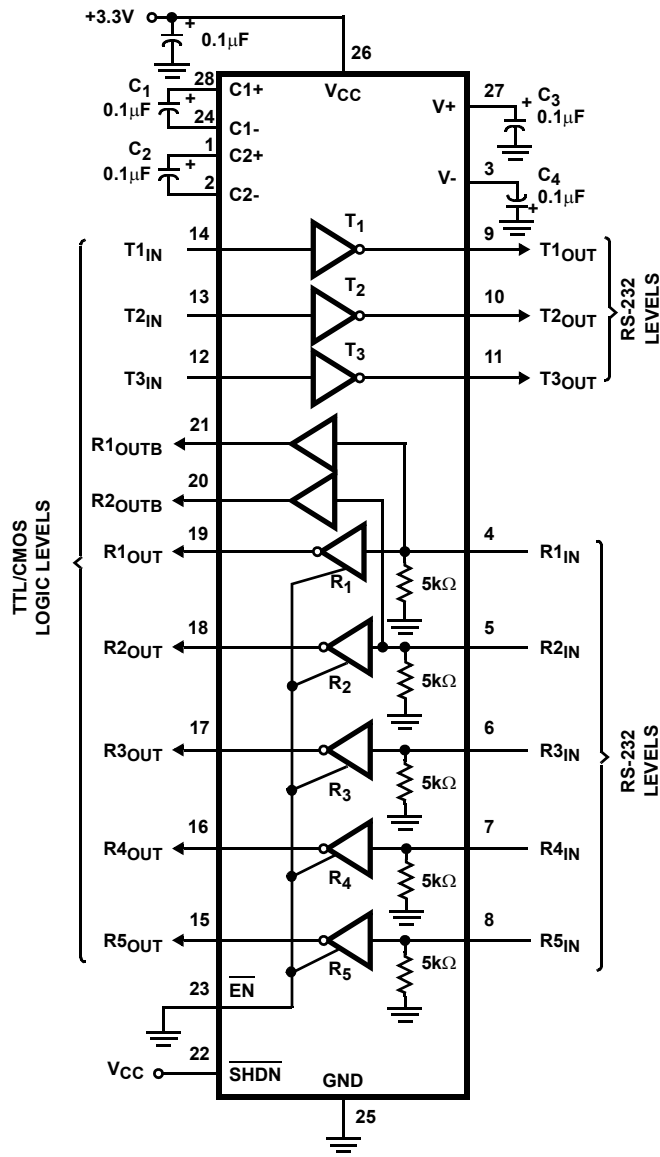 +3.3V
+
0.1µF
26
28
C1
0.1µF
+
24
C1+
C1-
VCC
V+
27
+
C3
0.1µF
1
C2
0.1µF
+
2
C2+
C2-
V-
3
C4
0.1µF
+
T1IN
14
T1
9
T1OUT
T2IN
13
T2
10
T2OUT
T3IN
12
T3
11
T3OUT
RS-232
LEVELS
R1OUTB
21
R2OUTB
20
R1OUT
19
R1
4
R1IN
5kΩ
R2OUT
18
R2
5
R2IN
5kΩ
R3OUT
17
R3
6
R3IN
5kΩ
R4OUT
16
R4
7
R4IN
5kΩ
R5OUT
15
R5
8
R5IN
5kΩ
TTL/CMOS
LOGIC LEVELS
RS-232
LEVELS
23
EN
22
VCC
SHDN
GND
25